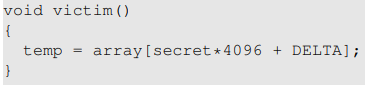 void victim()
{
  temp = array[secret*4096 + DELTA];
}